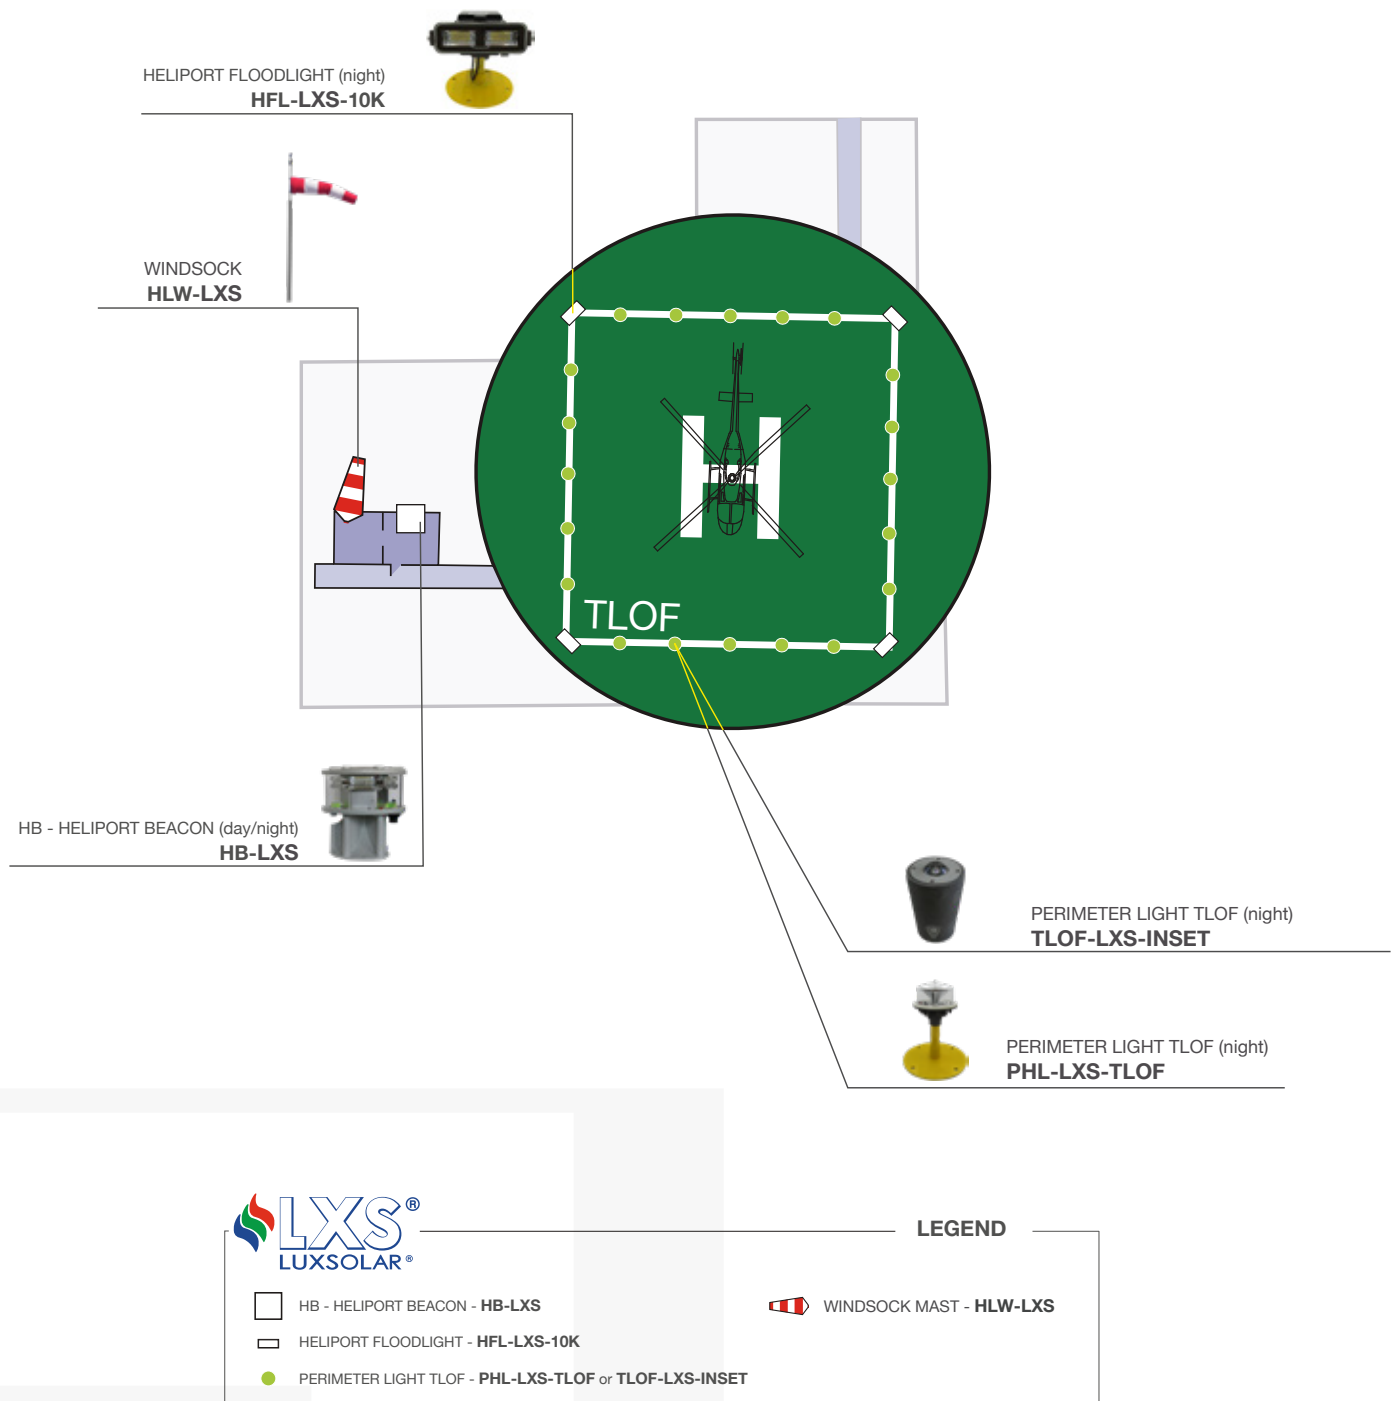 HELIPORT FLOODLIGHT (night)
HFL-LXS-10K
WINDSOCK
HLW-LXS
H
TLOF
HB - HELIPORT BEACON (day/night)
HB-LXS
PERIMETER LIGHT TLOF (night)
TLOF-LXS-INSET
PERIMETER LIGHT TLOF (night)
PHL-LXS-TLOF
LXS®
LUXSOLAR®
LEGEND
HB - HELIPORT BEACON - HB-LXS
WINDSOCK MAST - HLW-LXS
HELIPORT FLOODLIGHT - HFL-LXS-10K
PERIMETER LIGHT TLOF - PHL-LXS-TLOF or TLOF-LXS-INSET